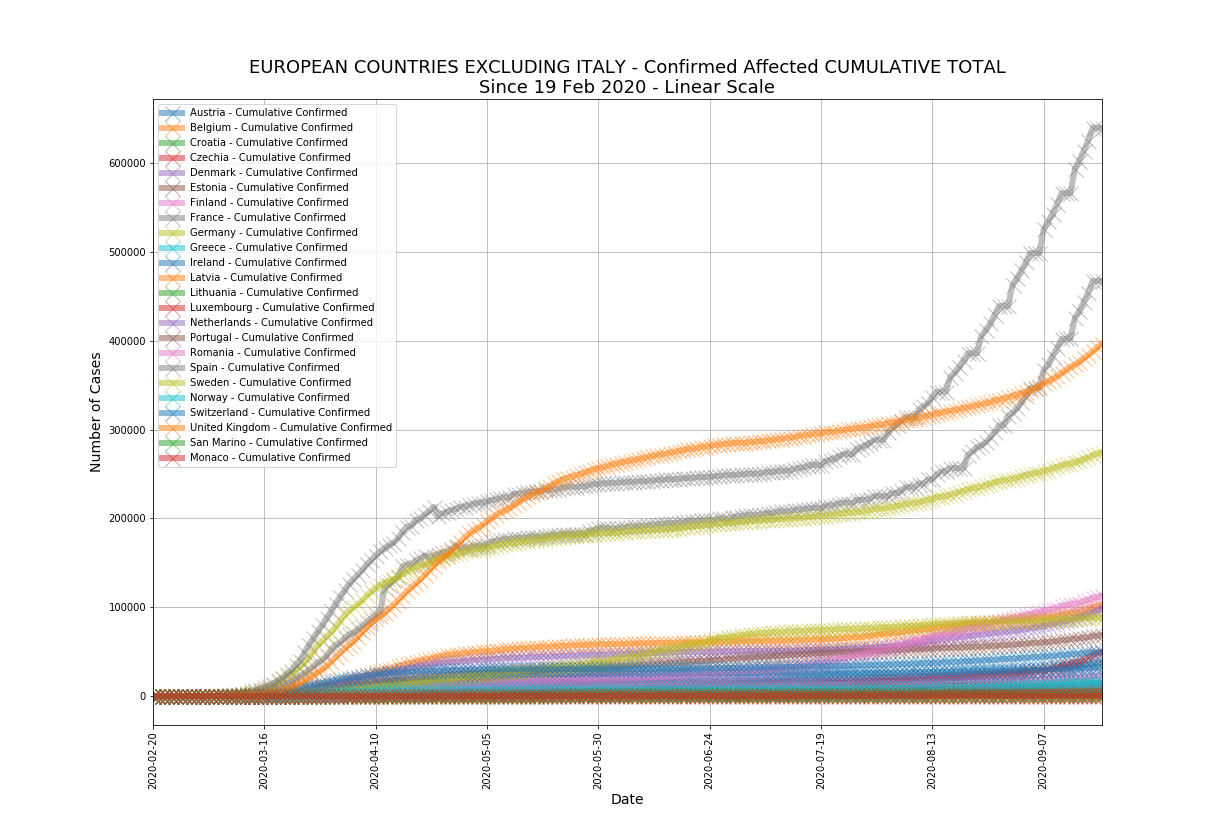 EUROPEAN COUNTRIES EXCLUDING ITALY - Confirmed Affected CUMULATIVE TOTAL
Since 19 Feb 2020 - Linear Scale
Austria - Cumulative Confirmed
Belgium - Cumulative Confirmed
Croatia - Cumulative Confirmed
Czechia - Cumulative Confirmed
Denmark - Cumulative Confirmed
Estonia - Cumulative Confirmed
Finland - Cumulative Confirmed
France - Cumulative Confirmed
Germany - Cumulative Confirmed
Greece - Cumulative Confirmed
Ireland - Cumulative Confirmed
Latvia - Cumulative Confirmed
Lithuania - Cumulative Confirmed
Luxembourg - Cumulative Confirmed
Netherlands - Cumulative Confirmed
Portugal - Cumulative Confirmed
Romania - Cumulative Confirmed
Spain - Cumulative Confirmed
Sweden - Cumulative Confirmed
Norway - Cumulative Confirmed
Switzerland - Cumulative Confirmed
United Kingdom - Cumulative Confirmed
San Marino - Cumulative Confirmed
Monaco - Cumulative Confirmed
Number of Cases
600000
500000
400000
300000
200000
100000
0
2020-02-20
2020-03-16
2020-04-10
2020-05-05
2020-05-30
2020-06-24
2020-07-19
2020-08-13
2020-09-07
Date